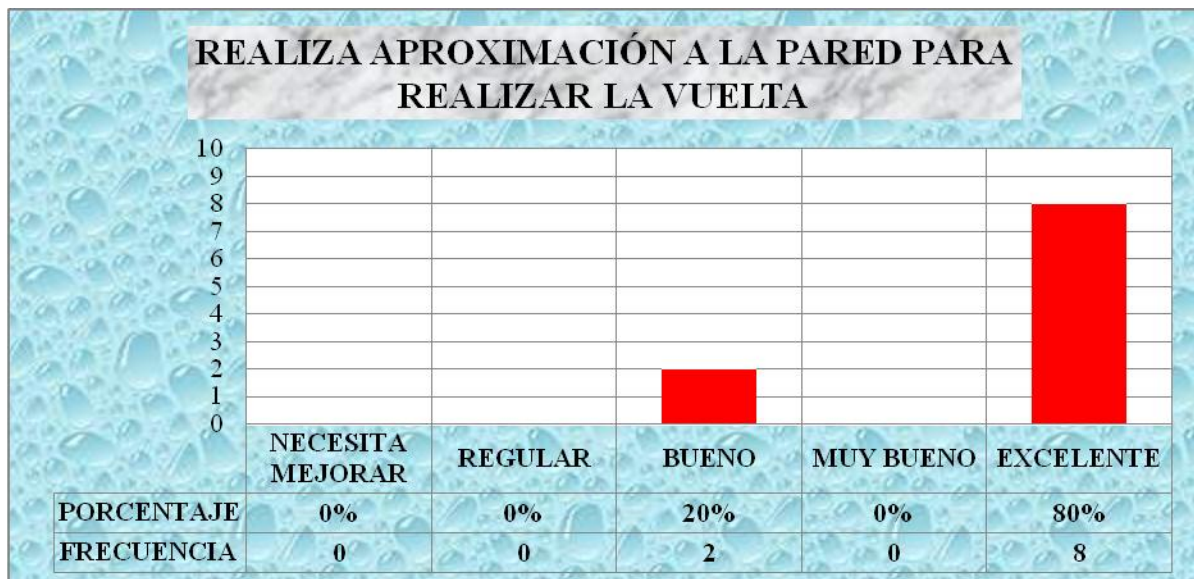 REALIZA APROXIMACIÓN A LA PARED PARA
REALIZAR LA VUELTA
10
9
8
7
6
5
4
3
2
1
0
NECESITA
MEJORAR
REGULAR
BUENO
MUY BUENO
EXCELENTE
PORCENTAJE 0% 0% 20% 0% 80%
FRECUENCIA 0 0 2 0 8